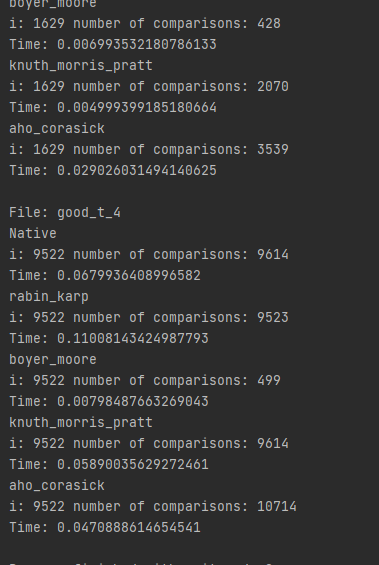 boyer_moore
i: 1629 number of comparisons: 428
Time: 0.006993532180786133
knuth_morris_pratt
i: 1629 number of comparisons: 2070
Time: 0.004999399185180664
aho_corasick
i: 1629 number of comparisons: 3539
Time: 0.029026031494140625
File: good_t_4
Native
i: 9522 number of comparisons: 9614
Time: 0.0679936408996582
rabin_karp
i: 9522 number of comparisons: 9523
Time: 0.11008143424987793
boyer_moore
i: 9522 number of comparisons: 499
Time: 0.00798487663269043
knuth_morris_pratt
i: 9522 number of comparisons: 9614
Time: 0.05890035629272461
aho_corasick
i: 9522 number of comparisons: 10714
Time: 0.0470888614654541